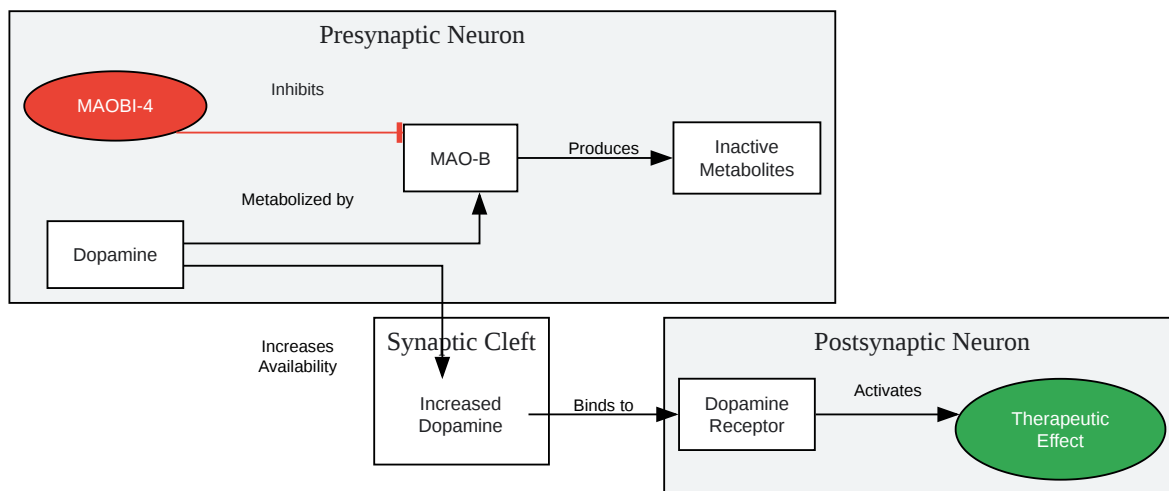 Presynaptic Neuron
MAOBI-4
Inhibits
MAO-B
Produces
Inactive
Metabolites
Metabolized by
Dopamine
Increases
Availability
Synaptic Cleft
Increased
Dopamine
Binds to
Postsynaptic Neuron
Dopamine
Receptor
Activates
Therapeutic
Effect